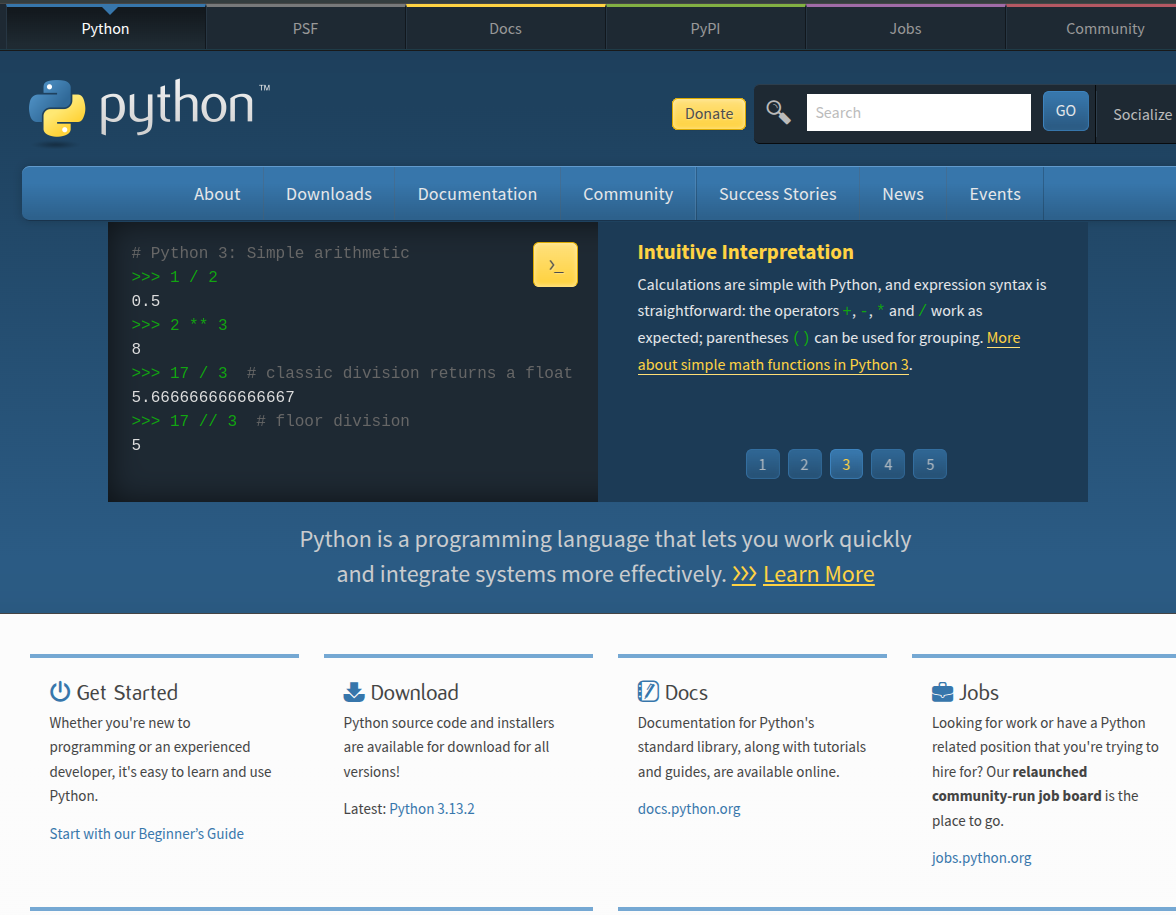 Python PSF Docs PyPI Jobs Community
python™
Donate Search GO Socialize
About Downloads Documentation Community Success Stories News Events
# Python 3: Simple arithmetic
>>> 1 / 2
0.5
>>> 2 ** 3
8
>>> 17 / 3  # classic division returns a float
5.666666666666667
>>> 17 // 3  # floor division
5
>_
Intuitive Interpretation
Calculations are simple with Python, and expression syntax is
straightforward: the operators +, -, * and / work as
expected; parentheses () can be used for grouping. More
about simple math functions in Python 3.
1 2 3 4 5
Python is a programming language that lets you work quickly
and integrate systems more effectively. >>> Learn More
Get Started
Whether you're new to
programming or an experienced
developer, it's easy to learn and use
Python.
Start with our Beginner's Guide
Download
Python source code and installers
are available for download for all
versions!
Latest: Python 3.13.2
Docs
Documentation for Python's
standard library, along with tutorials
and guides, are available online.
docs.python.org
Jobs
Looking for work or have a Python
related position that you're trying to
hire for? Our relaunched
community-run job board is the
place to go.
jobs.python.org